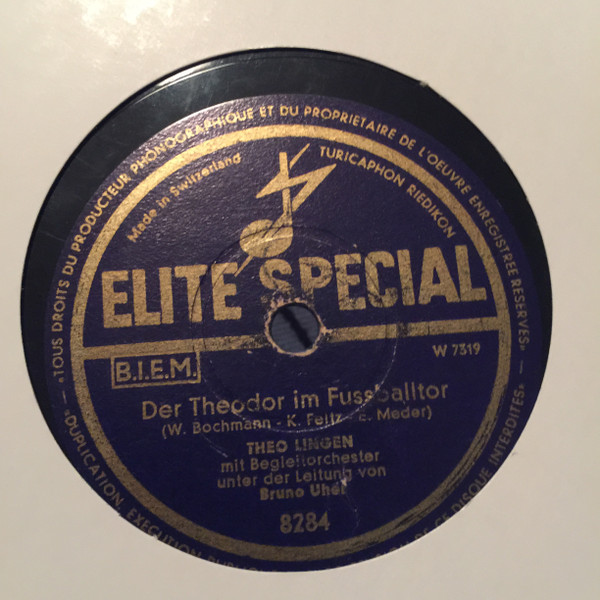 «TOUS DROITS DU PRODUCTEUR PHONOGRAPHIQUE ET DU PROPRIETAIRE DE L'OEUVRE ENREGISTREE RESERVES»
Made in Switzerland
TURICAPHON RIEDIKON
ELITE SPECIAL
B.I.E.M.
W 7319
Der Theodor im Fussballtor
(W. Bochmann - K. Feltz - E. Meder)
THEO LINGEN
mit Begleitorchester
unter der Leitung von
Bruno Uher
8284
«DUPLICATION, EXECUTION DE CE DISQUE INTERDITES»